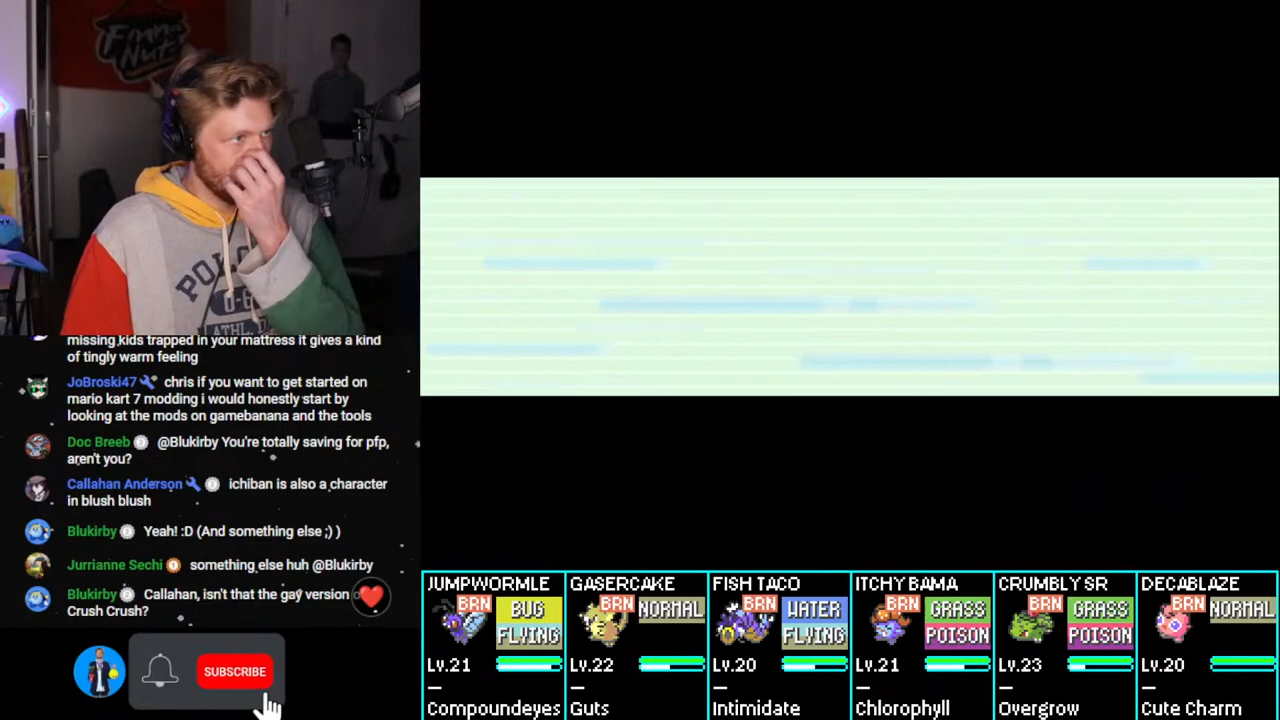 Finn
Nutz
POLO
ATHL. D
missing kids trapped in your mattress it gives a kind
of tingly warm feeling
JoBroski47 chris if you want to get started on
mario kart 7 modding i would honestly start by
looking at the mods on gamebanana and the tools
Doc Breeb @Blukirby You're totally saving for pfp,
aren't you?
Callahan Anderson ichiban is also a character
in blush blush
Blukirby Yeah! :D (And something else ;) )
Jurrianne Sechi something else huh @Blukirby
Blukirby Callahan, isn't that the gay version
Crush Crush?
SUBSCRIBE
JUMPWORMLE
BRN
BUG
FLYING
Lv.21
—
Compoundeyes
GASERCAKE
BRN
NORMAL
Lv.22
—
Guts
FISH TACO
BRN
WATER
FLYING
Lv.20
—
Intimidate
ITCHY BAMA
BRN
GRASS
POISON
Lv.21
—
Chlorophyll
CRUMBLY SR
BRN
GRASS
POISON
Lv.23
—
Overgrow
DECABLAZE
BRN
NORMAL
Lv.20
—
Cute Charm